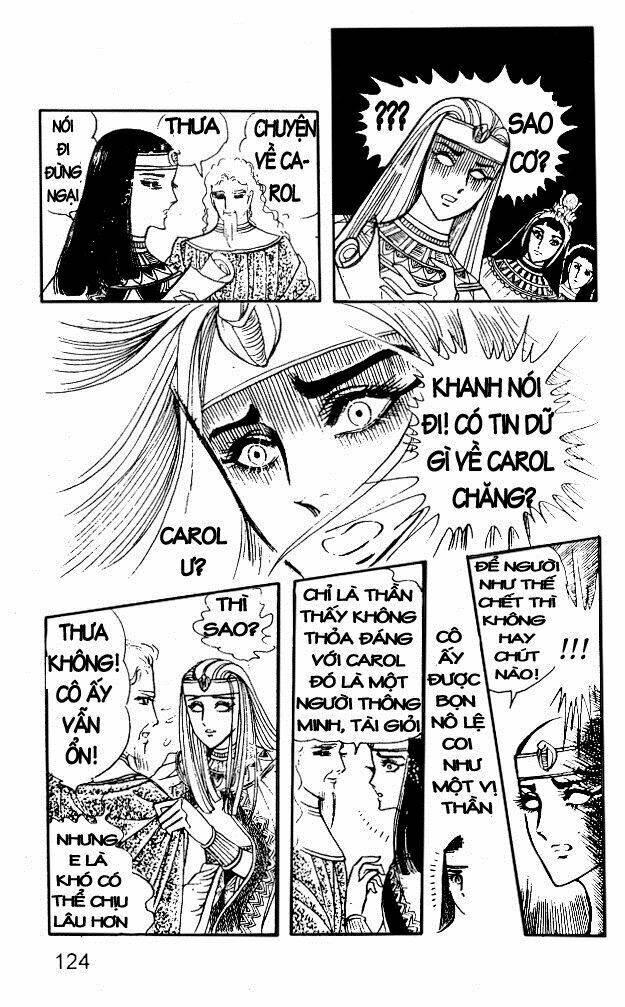 NÓI
ĐI
ĐỪNG
NGẠI
THƯA
CHUYỆN
VỀ CA-
ROL
???
SAO
CƠ?
KHANH NÓI
ĐI! CÓ TIN DỮ
GÌ VỀ CAROL
CHĂNG?
CAROL
Ư?
THÌ
SAO?
THƯA
KHÔNG!
CÔ ẤY
VẪN
ỔN!
NHƯNG
E LÀ
KHÓ CÓ
THỂ CHỊU
LÂU HƠN
CHỈ LÀ THẦN
THẤY KHÔNG
THỎA ĐÁNG
VỚI CAROL
ĐÓ LÀ MỘT
NGƯỜI THÔNG
MINH, TÀI GIỎI
CÔ
ẤY
ĐƯỢC
BỌN
NÔ LỆ
COI
NHƯ
MỘT VỊ
THẦN
ĐỂ NGƯỜI
NHƯ THẾ
CHẾT THÌ
KHÔNG
HAY
CHÚT
NÀO!
!!!
124